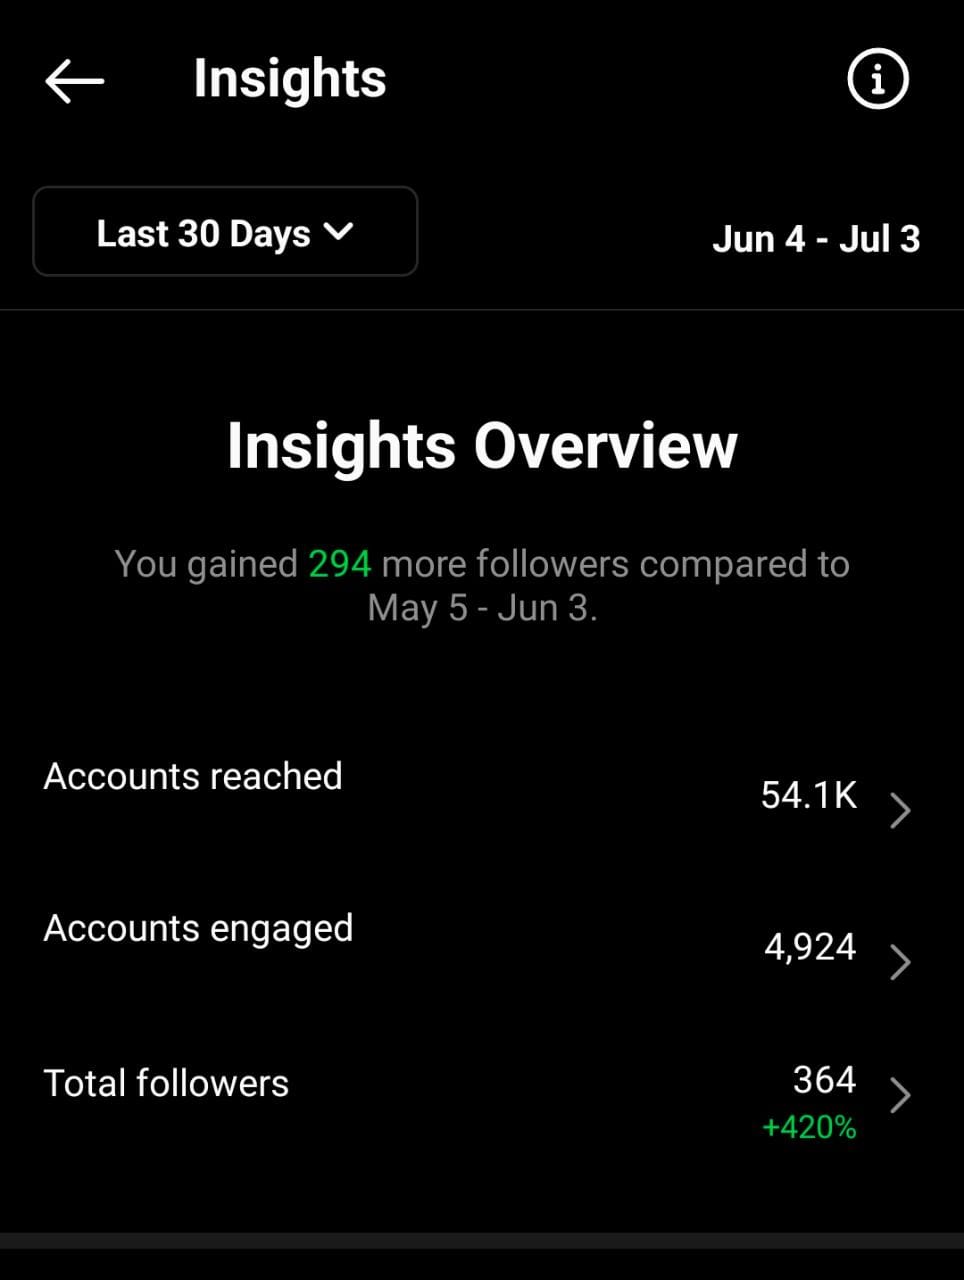 Insights
Last 30 Days
Jun 4 - Jul 3
Insights Overview
You gained 294 more followers compared to
May 5 - Jun 3.
Accounts reached
54.1K
Accounts engaged
4,924
Total followers
364
+420%